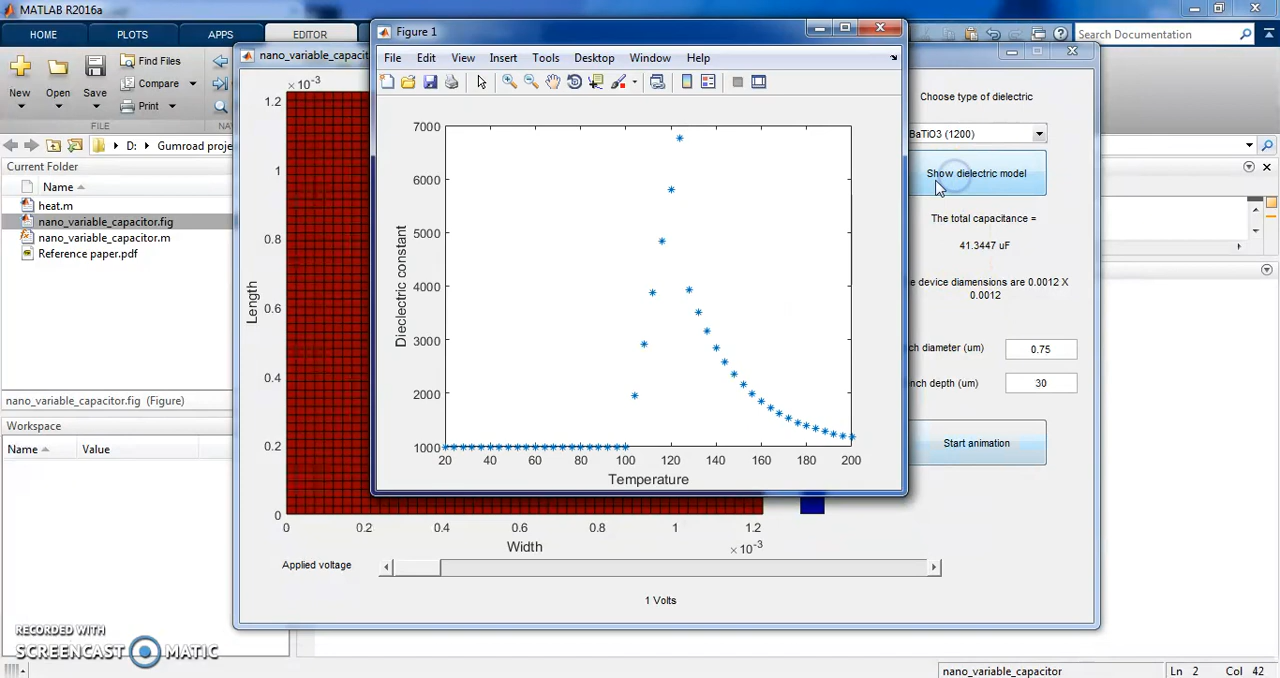 MATLAB R2016a
HOME
PLOTS
APPS
EDITOR
Search Documentation
New
Open
Save
Find Files
Compare
Print
FILE
D:
Gumroad proje
Current Folder
Name
heat.m
nano_variable_capacitor.fig
nano_variable_capacitor.m
Reference paper.pdf
nano_variable_capacitor.fig (Figure)
Workspace
Name
Value
nano_variable_capacit
× 10⁻³
1.2
1
0.8
0.6
0.4
0.2
0
Length
0
0.2
0.4
0.6
0.8
1
1.2
Width
× 10⁻³
Applied voltage
1 Volts
Figure 1
File
Edit
View
Insert
Tools
Desktop
Window
Help
7000
6000
5000
4000
3000
2000
1000
Dieclectric constant
20
40
60
80
100
120
140
160
180
200
Temperature
Choose type of dielectric
BaTiO3 (1200)
Show dielectric model
The total capacitance =
41.3447 uF
e device diamensions are 0.0012 X
0.0012
ch diameter (um)
0.75
nch depth (um)
30
Start animation
RECORDED WITH
SCREENCAST MATIC
nano_variable_capacitor
Ln 2
Col 42